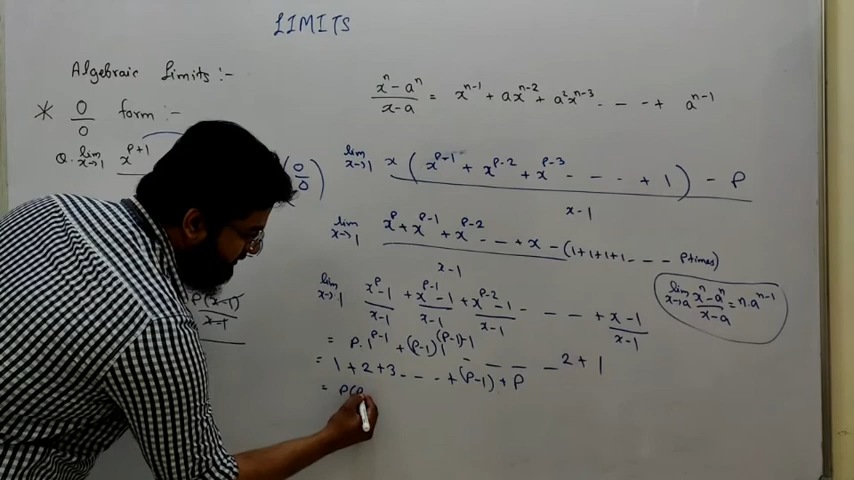 LIMITS
Algebraic Limits :-
* 0/0 form :-
Q. lim x→1 x^(p+1)
(0/0)
P(x-1)/x-1
x^n - a^n / x-a = x^(n-1) + ax^(n-2) + a²x^(n-3) - - - + a^(n-1)
lim x→1 x (x^(p-1) + x^(p-2) + x^(p-3) - - - + 1) - P / x-1
lim x→1 x^p + x^(p-1) + x^(p-2) - - - + x - (1+1+1+1 - - - - P times) / x-1
lim x→1 x^p-1/x-1 + x^(p-1)-1/x-1 + x^(p-2)-1/x-1 - - - + x-1/x-1
lim x→a x^n - a^n / x-a = n.a^(n-1)
= P.1^(p-1) + (P-1) 1^((p-1)-1) - - - - 2 + 1
= 1 + 2 + 3 - - - - + (P-1) + P
= P(P